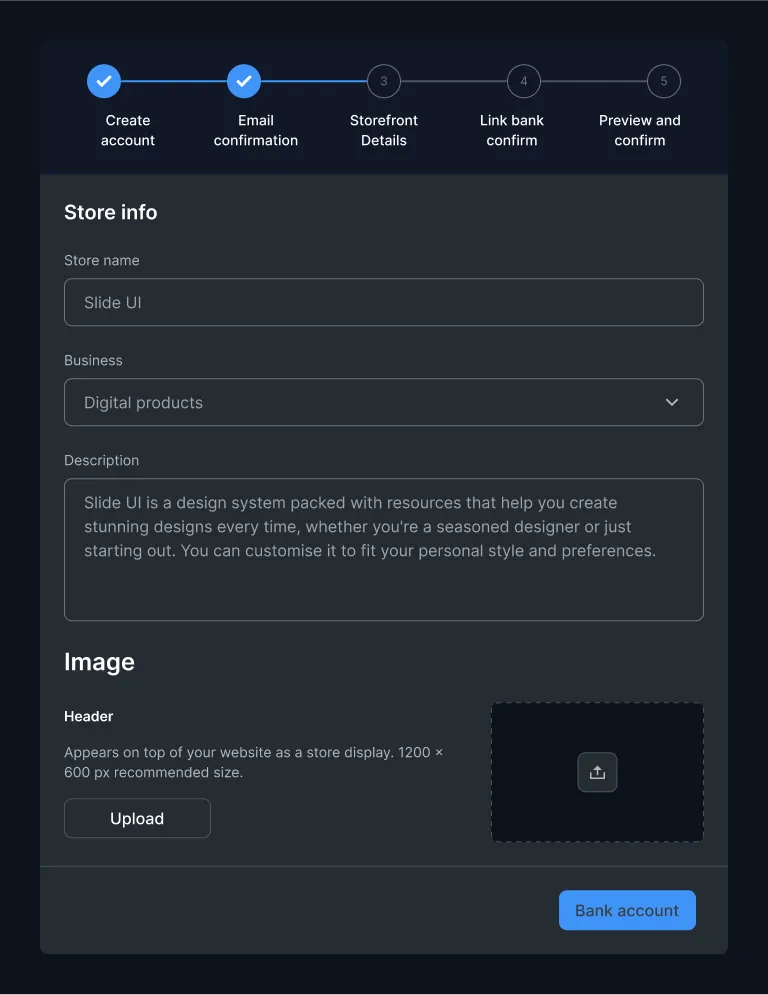 3
4
5
Create
account
Email
confirmation
Storefront
Details
Link bank
confirm
Preview and
confirm
Store info
Store name
Slide UI
Business
Digital products
Description
Slide UI is a design system packed with resources that help you create
stunning designs every time, whether you're a seasoned designer or just
starting out. You can customise it to fit your personal style and preferences.
Image
Header
Appears on top of your website as a store display. 1200 ×
600 px recommended size.
Upload
Bank account